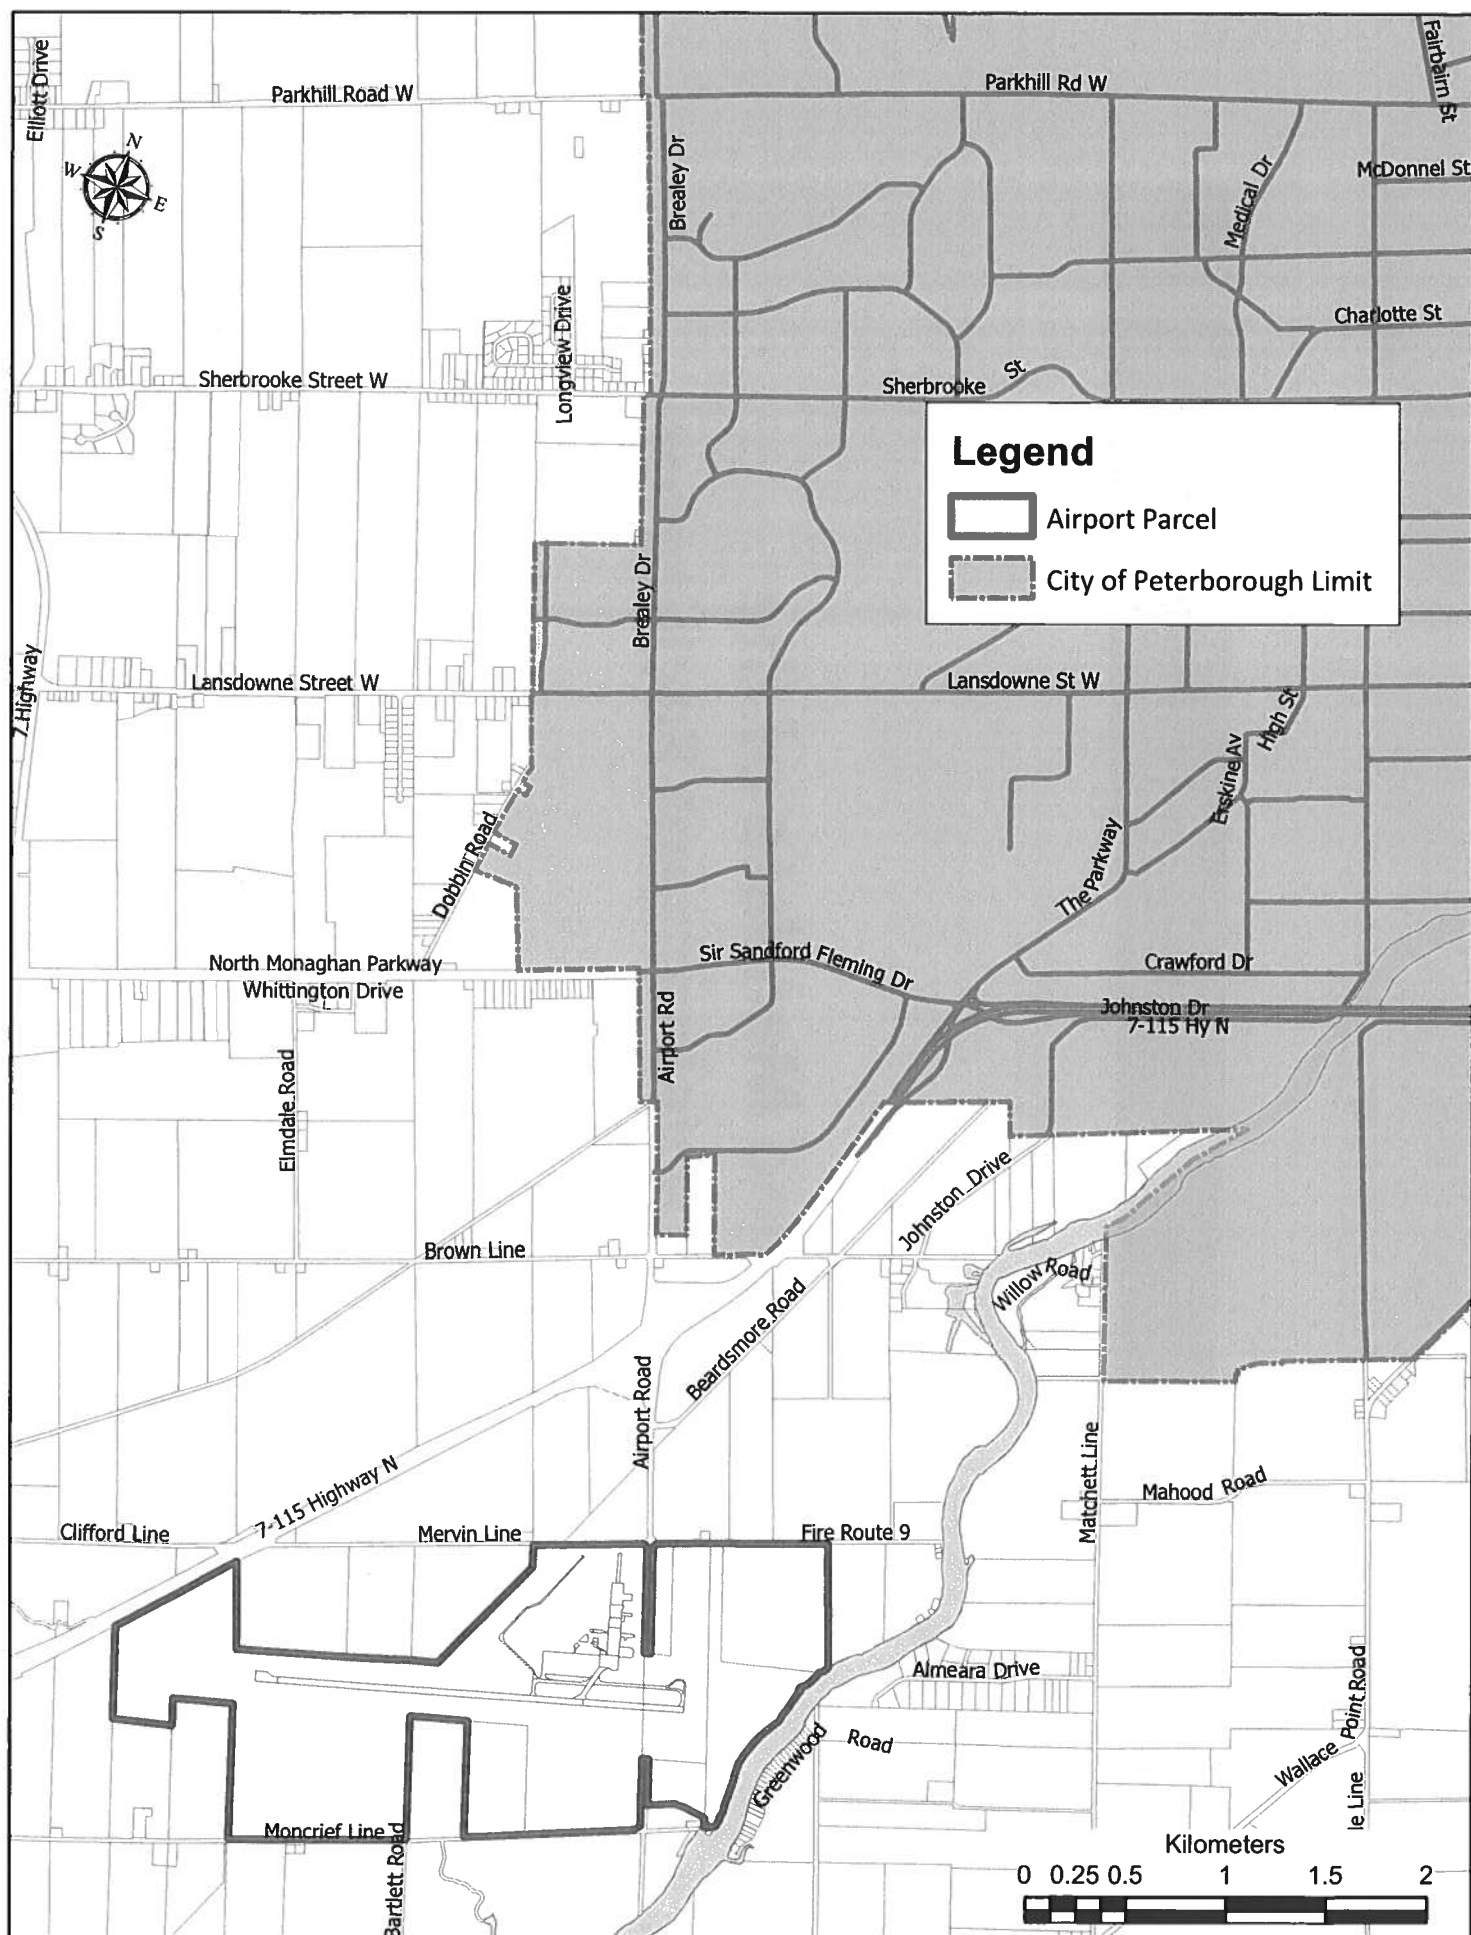 Elliott Drive
Parkhill Road W
Parkhill Rd W
Fairbairn St
N
W
E
S
Brealey Dr
Medical Dr
McDonnel St
Longview Drive
Charlotte St
Sherbrooke Street W
Sherbrooke St
Legend
Airport Parcel
City of Peterborough Limit
Brealey Dr
7 Highway
Lansdowne Street W
Lansdowne St W
High St
Erskine Av
Dobbin Road
The Parkway
North Monaghan Parkway
Sir Sandford Fleming Dr
Crawford Dr
Whittington Drive
Johnston Dr
7-115 Hy N
Airport Rd
Elmdale Road
Johnston Drive
Brown Line
Willow Road
Beardsmore Road
Airport Road
Matchett Line
7-115 Highway N
Mahood Road
Clifford Line
Mervin Line
Fire Route 9
Almeara Drive
Greenwood Road
Wallace Point Road
le Line
Moncrief Line
Bartlett Road
Kilometers
0 0.25 0.5 1 1.5 2